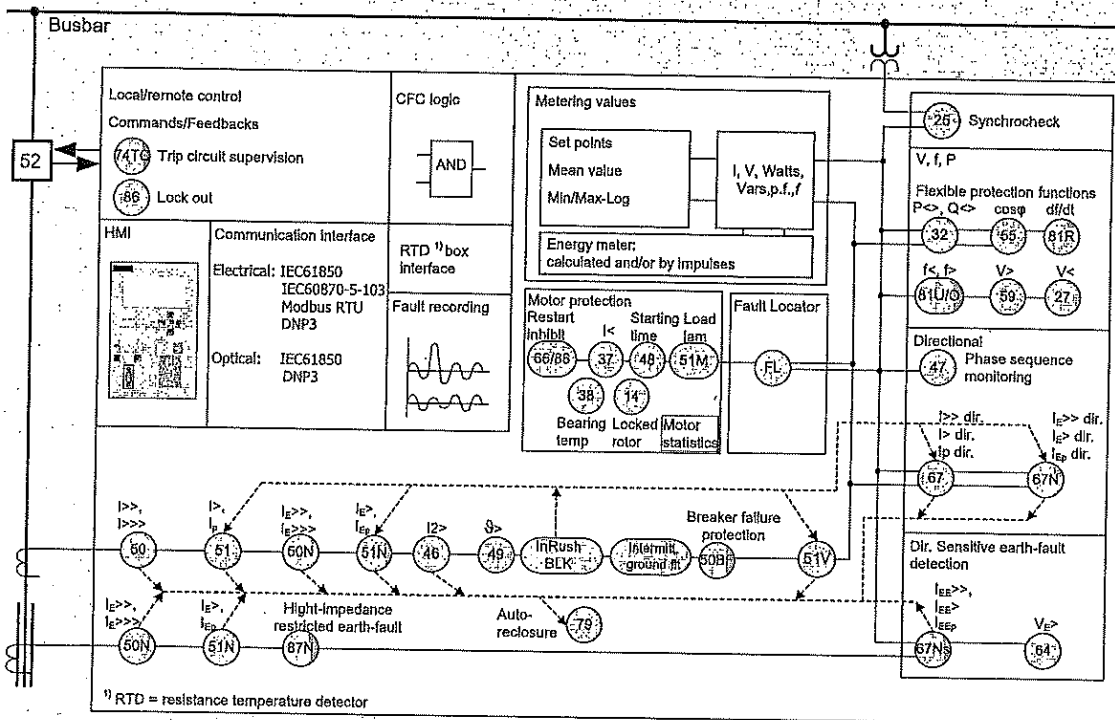 Busbar
52
Local/remote control
Commands/Feedbacks
74TC Trip circuit supervision
86 Lock out
CFC logic
AND
Metering values
Set points
Mean value
Min/Max-Log
I, V, Watts,
Vars,p.f.,f
Energy meter:
calculated and/or by impulses
25 Synchrocheck
V, f, P
Flexible protection functions
P<>, Q<> cosφ df/dt
32 55 81R
f<, f> V> V<
81U/O 59 27
HMI
Communication interface
Electrical: IEC61850
IEC60870-5-103
Modbus RTU
DNP3
Optical: IEC61850
DNP3
RTD ¹⁾ box
interface
Fault recording
Motor protection
Restart
inhibit
I<
Starting
time
Load
jam
66/86 37 48 51M
38 14
Bearing
temp
Locked
rotor
Motor
statistics
Fault Locator
FL
Directional
47 Phase sequence
monitoring
I>> dir.
I> dir.
Ip dir.
IE>> dir.
IE> dir.
IEp dir.
67 67N
I>>,
I>>>
I>,
Ip
IE>>,
IE>>>
IE>,
IEp
I2>
ϑ>
Breaker failure
protection
50 51 50N 51N 46 49
InRush
BLK
Intermit.
ground flt
50BF 51V
Dir. Sensitive earth-fault
detection
IEE>>,
IEE>
IEEp
VE>
67Ns 64
IE>>,
IE>>>
IE>,
IEp
Hight-impedance
restricted earth-fault
50N 51N 87N
Auto-
reclosure
79
¹⁾ RTD = resistance temperature detector